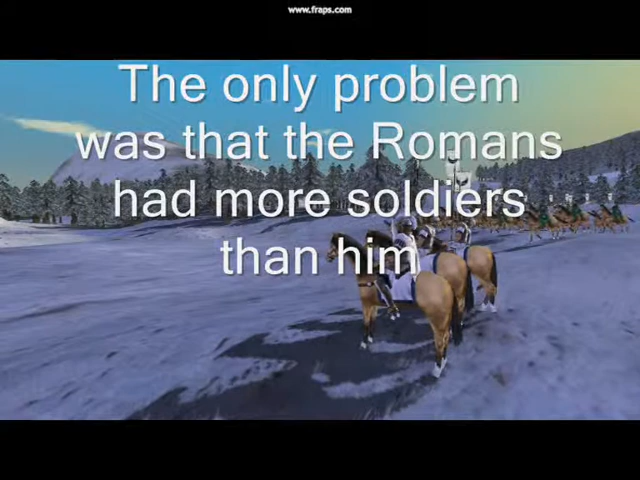 www.fraps.com
The only problem
was that the Romans
had more soldiers
than him